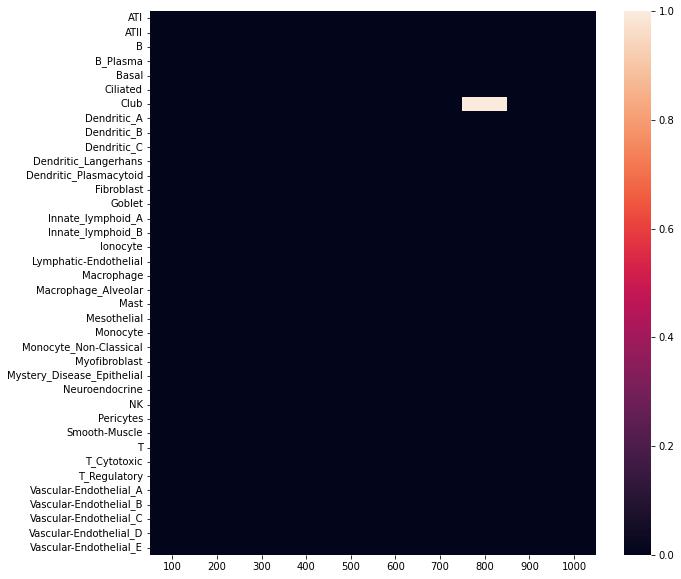 ATI
ATII
B
B_Plasma
Basal
Ciliated
Club
Dendritic_A
Dendritic_B
Dendritic_C
Dendritic_Langerhans
Dendritic_Plasmacytoid
Fibroblast
Goblet
Innate_lymphoid_A
Innate_lymphoid_B
Ionocyte
Lymphatic-Endothelial
Macrophage
Macrophage_Alveolar
Mast
Mesothelial
Monocyte
Monocyte_Non-Classical
Myofibroblast
Mystery_Disease_Epithelial
Neuroendocrine
NK
Pericytes
Smooth-Muscle
T
T_Cytotoxic
T_Regulatory
Vascular-Endothelial_A
Vascular-Endothelial_B
Vascular-Endothelial_C
Vascular-Endothelial_D
Vascular-Endothelial_E
100 200 300 400 500 600 700 800 900 1000
1.0
0.8
0.6
0.4
0.2
0.0